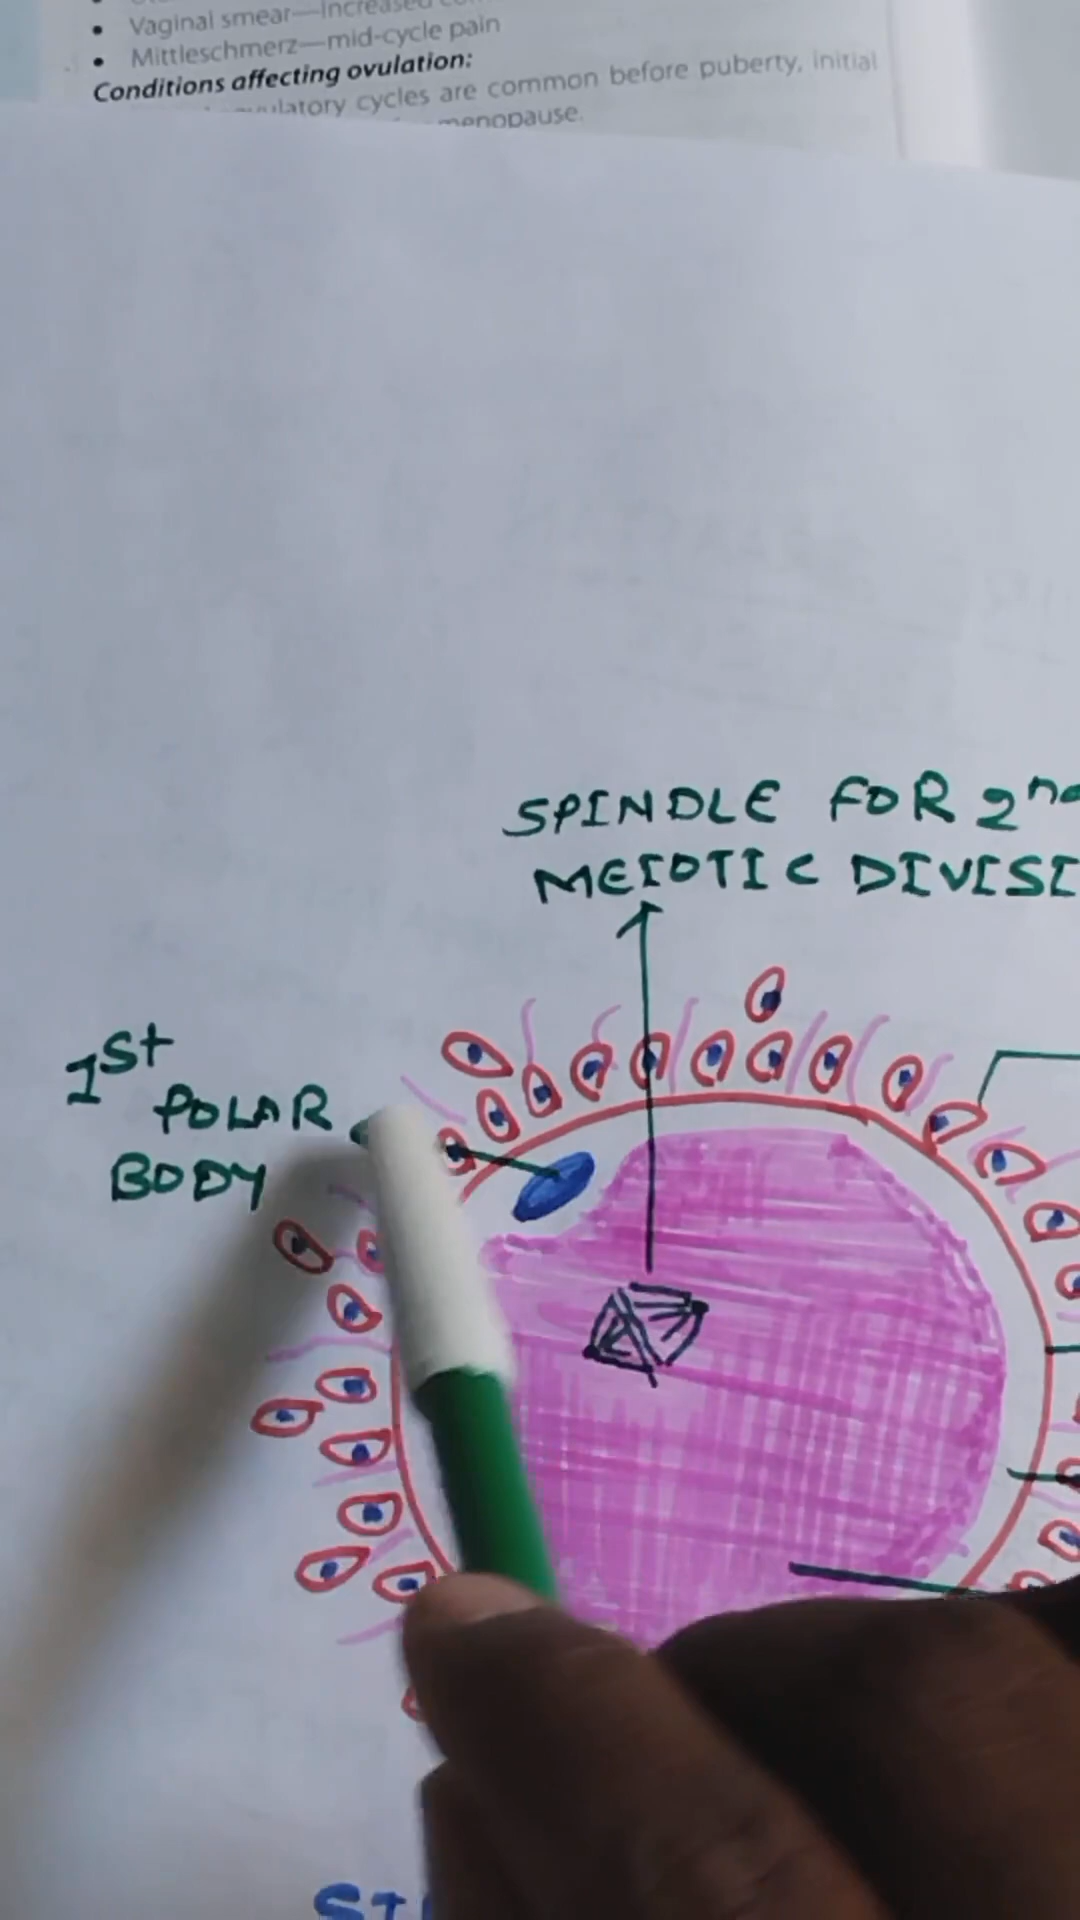 • Vaginal smear—Increased
• Mittleschmerz—mid-cycle pain
Conditions affecting ovulation:
cycles are common before puberty, initial
menopause.
SPINDLE FOR 2nd
MEIOTIC DIVISI
1st
POLAR
BODY